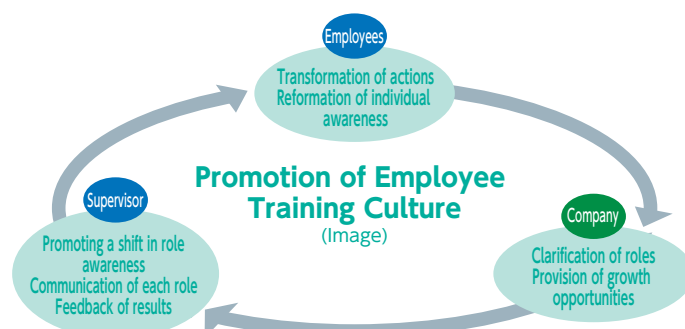 Employees
Transformation of actions
Reformation of individual
awareness
Promotion of Employee
Training Culture
(Image)
Supervisor
Promoting a shift in role
awareness
Communication of each role
Feedback of results
Company
Clarification of roles
Provision of growth
opportunities